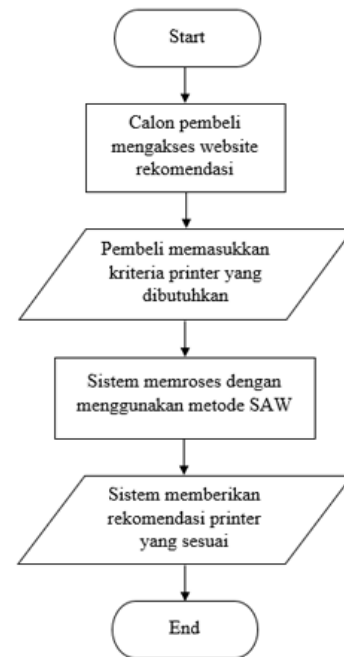 Start
Calon pembeli
mengakses website
rekomendasi
Pembeli memasukkan
kriteria printer yang
dibutuhkan
Sistem memroses dengan
menggunakan metode SAW
Sistem memberikan
rekomendasi printer
yang sesuai
End